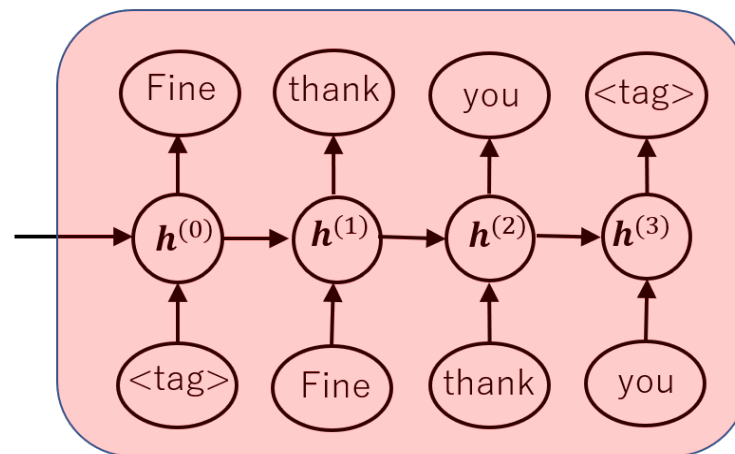 Fine thank you <tag>
h^(0) h^(1) h^(2) h^(3)
<tag> Fine thank you